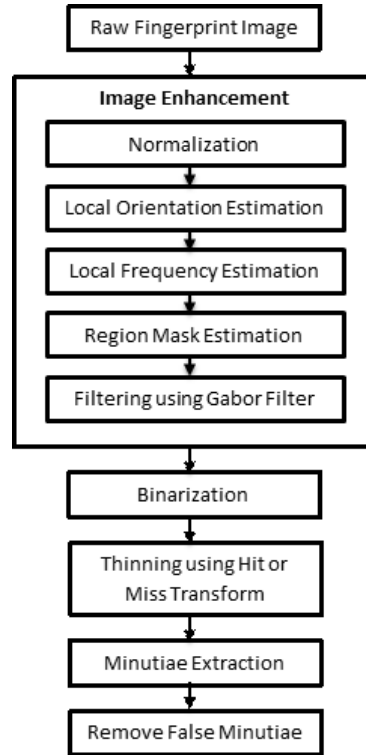 Raw Fingerprint Image
Image Enhancement
Normalization
Local Orientation Estimation
Local Frequency Estimation
Region Mask Estimation
Filtering using Gabor Filter
Binarization
Thinning using Hit or
Miss Transform
Minutiae Extraction
Remove False Minutiae